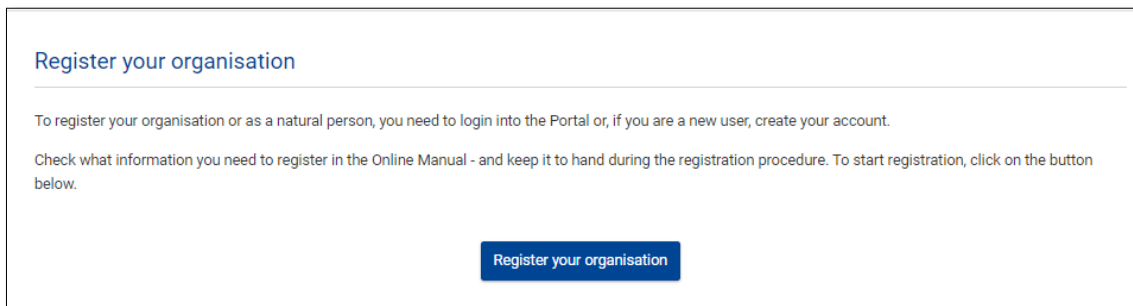 Register your organisation
To register your organisation or as a natural person, you need to login into the Portal or, if you are a new user, create your account.
Check what information you need to register in the Online Manual - and keep it to hand during the registration procedure. To start registration, click on the button
below.
Register your organisation